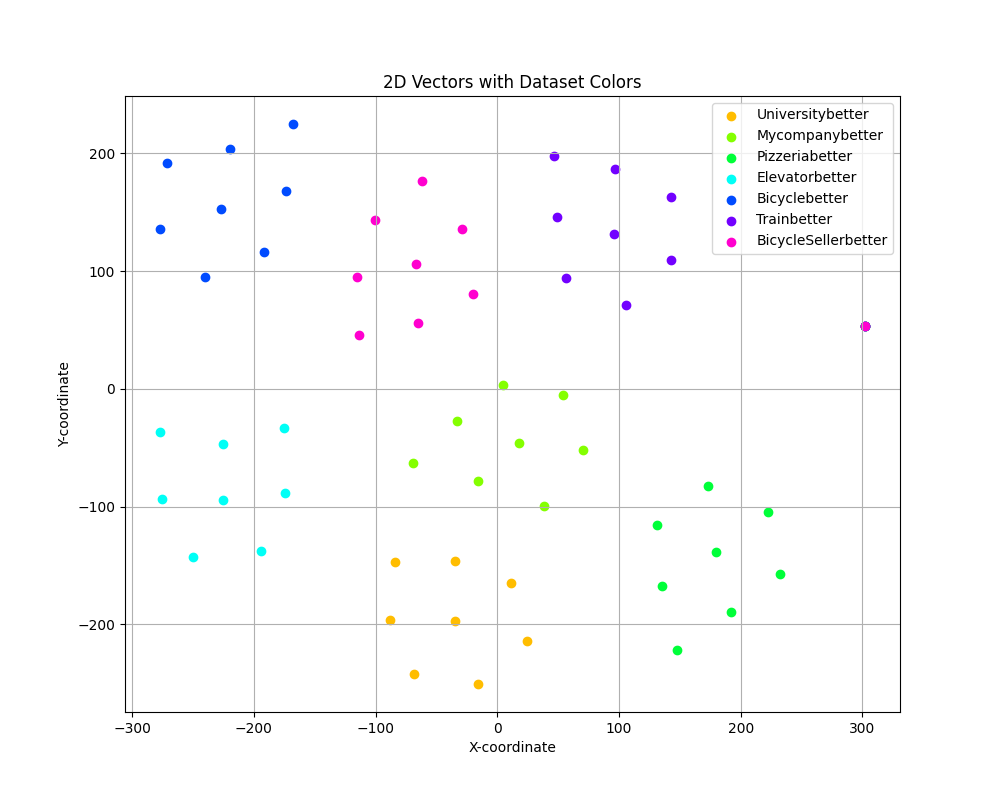 2D Vectors with Dataset Colors
Universitybetter
Mycompanybetter
Pizzeriabetter
Elevatorbetter
Bicyclebetter
Trainbetter
BicycleSellerbetter
200
100
0
−100
−200
Y-coordinate
−300
−200
−100
0
100
200
300
X-coordinate